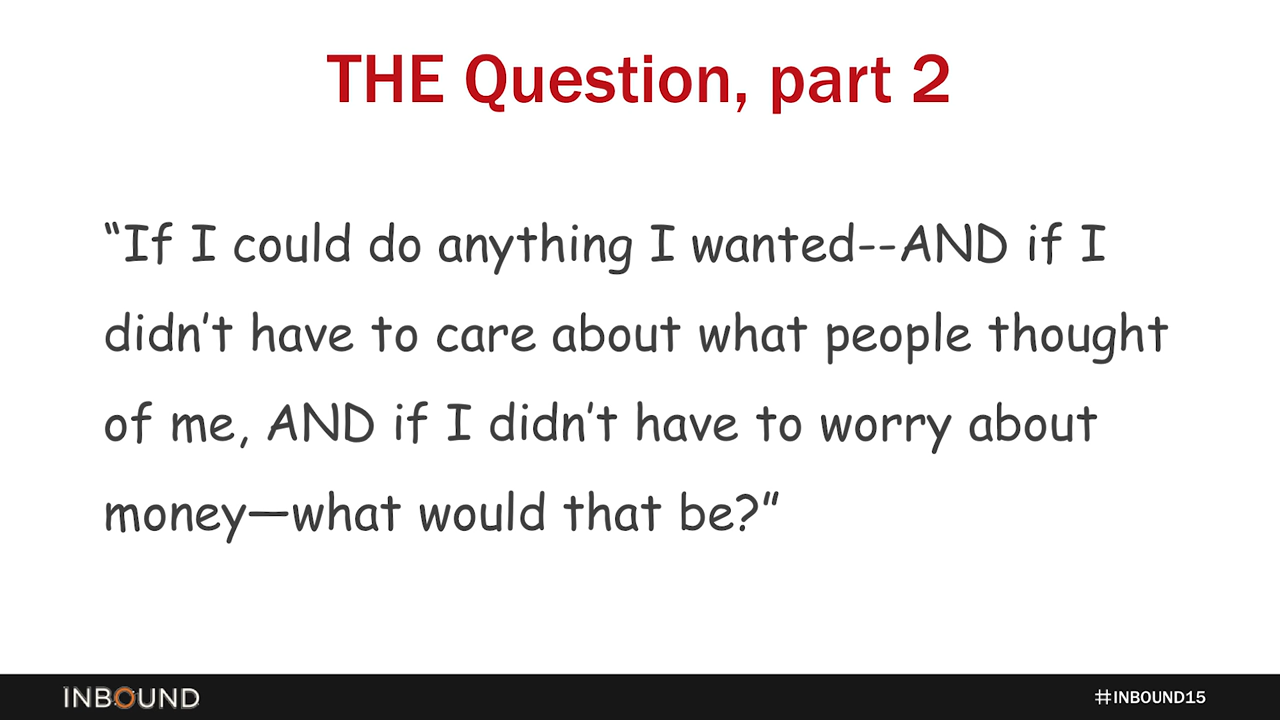 THE Question, part 2
“If I could do anything I wanted--AND if I
didn’t have to care about what people thought
of me, AND if I didn’t have to worry about
money—what would that be?”
INBOUND
#INBOUND15